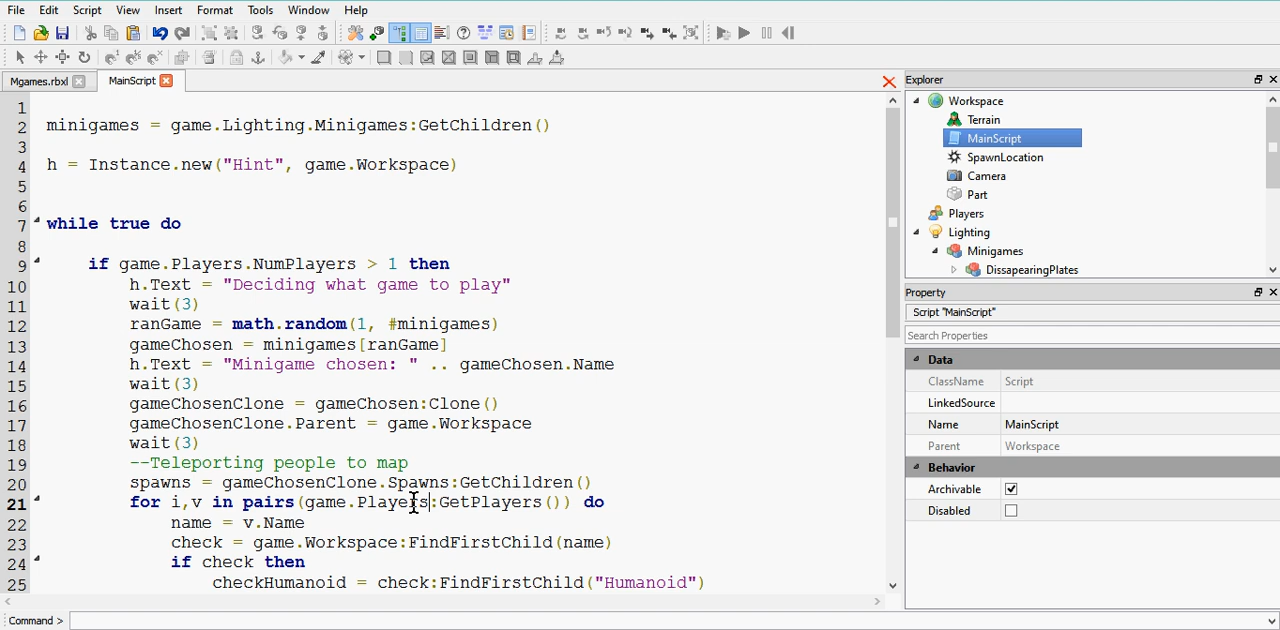 File Edit Script View Insert Format Tools Window Help
Mgames.rbxl MainScript
1
2 minigames = game.Lighting.Minigames:GetChildren()
3
4 h = Instance.new("Hint", game.Workspace)
5
6
7 while true do
8
9 if game.Players.NumPlayers > 1 then
10 h.Text = "Deciding what game to play"
11 wait(3)
12 ranGame = math.random(1, #minigames)
13 gameChosen = minigames[ranGame]
14 h.Text = "Minigame chosen: " .. gameChosen.Name
15 wait(3)
16 gameChosenClone = gameChosen:Clone()
17 gameChosenClone.Parent = game.Workspace
18 wait(3)
19 --Teleporting people to map
20 spawns = gameChosenClone.Spawns:GetChildren()
21 for i,v in pairs(game.Players:GetPlayers()) do
22 name = v.Name
23 check = game.Workspace:FindFirstChild(name)
24 if check then
25 checkHumanoid = check:FindFirstChild("Humanoid")
Explorer
Workspace
Terrain
MainScript
SpawnLocation
Camera
Part
Players
Lighting
Minigames
DissapearingPlates
Property
Script "MainScript"
Search Properties
Data
ClassName Script
LinkedSource
Name MainScript
Parent Workspace
Behavior
Archivable
Disabled
Command >